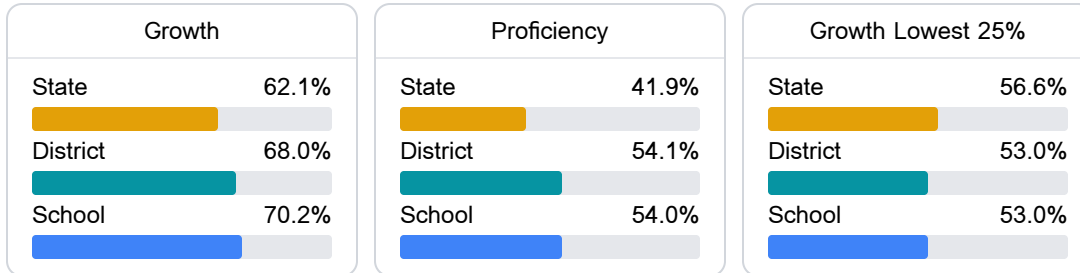 Growth
State 62.1%
District 68.0%
School 70.2%
Proficiency
State 41.9%
District 54.1%
School 54.0%
Growth Lowest 25%
State 56.6%
District 53.0%
School 53.0%